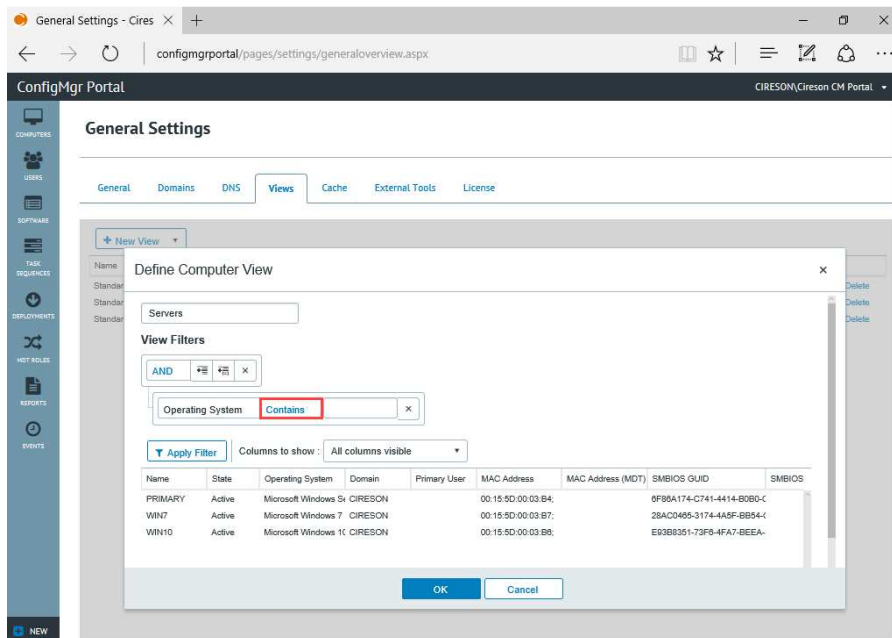 General Settings - Cires
configmgrportal/pages/settings/generaloverview.aspx
ConfigMgr Portal
CIRESON\Cireson CM Portal
COMPUTERS
USERS
SOFTWARE
TASK SEQUENCES
DEPLOYMENTS
MDT ROLES
REPORTS
EVENTS
NEW
General Settings
General Domains DNS Views Cache External Tools License
+ New View
Name
Standar Delete
Standar Delete
Standar Delete
Define Computer View
Servers
View Filters
AND
Operating System Contains
Apply Filter Columns to show : All columns visible
Name State Operating System Domain Primary User MAC Address MAC Address (MDT) SMBIOS GUID SMBIOS
PRIMARY Active Microsoft Windows Se CIRESON 00:15:5D:00:03:B4; 6F86A174-C741-4414-B0B0-C
WIN7 Active Microsoft Windows 7 CIRESON 00:15:5D:00:03:B7; 28AC0465-3174-4A5F-BB54-
WIN10 Active Microsoft Windows 10 CIRESON 00:15:5D:00:03:B6; E93B8351-73F6-4FA7-BEEA-
OK Cancel